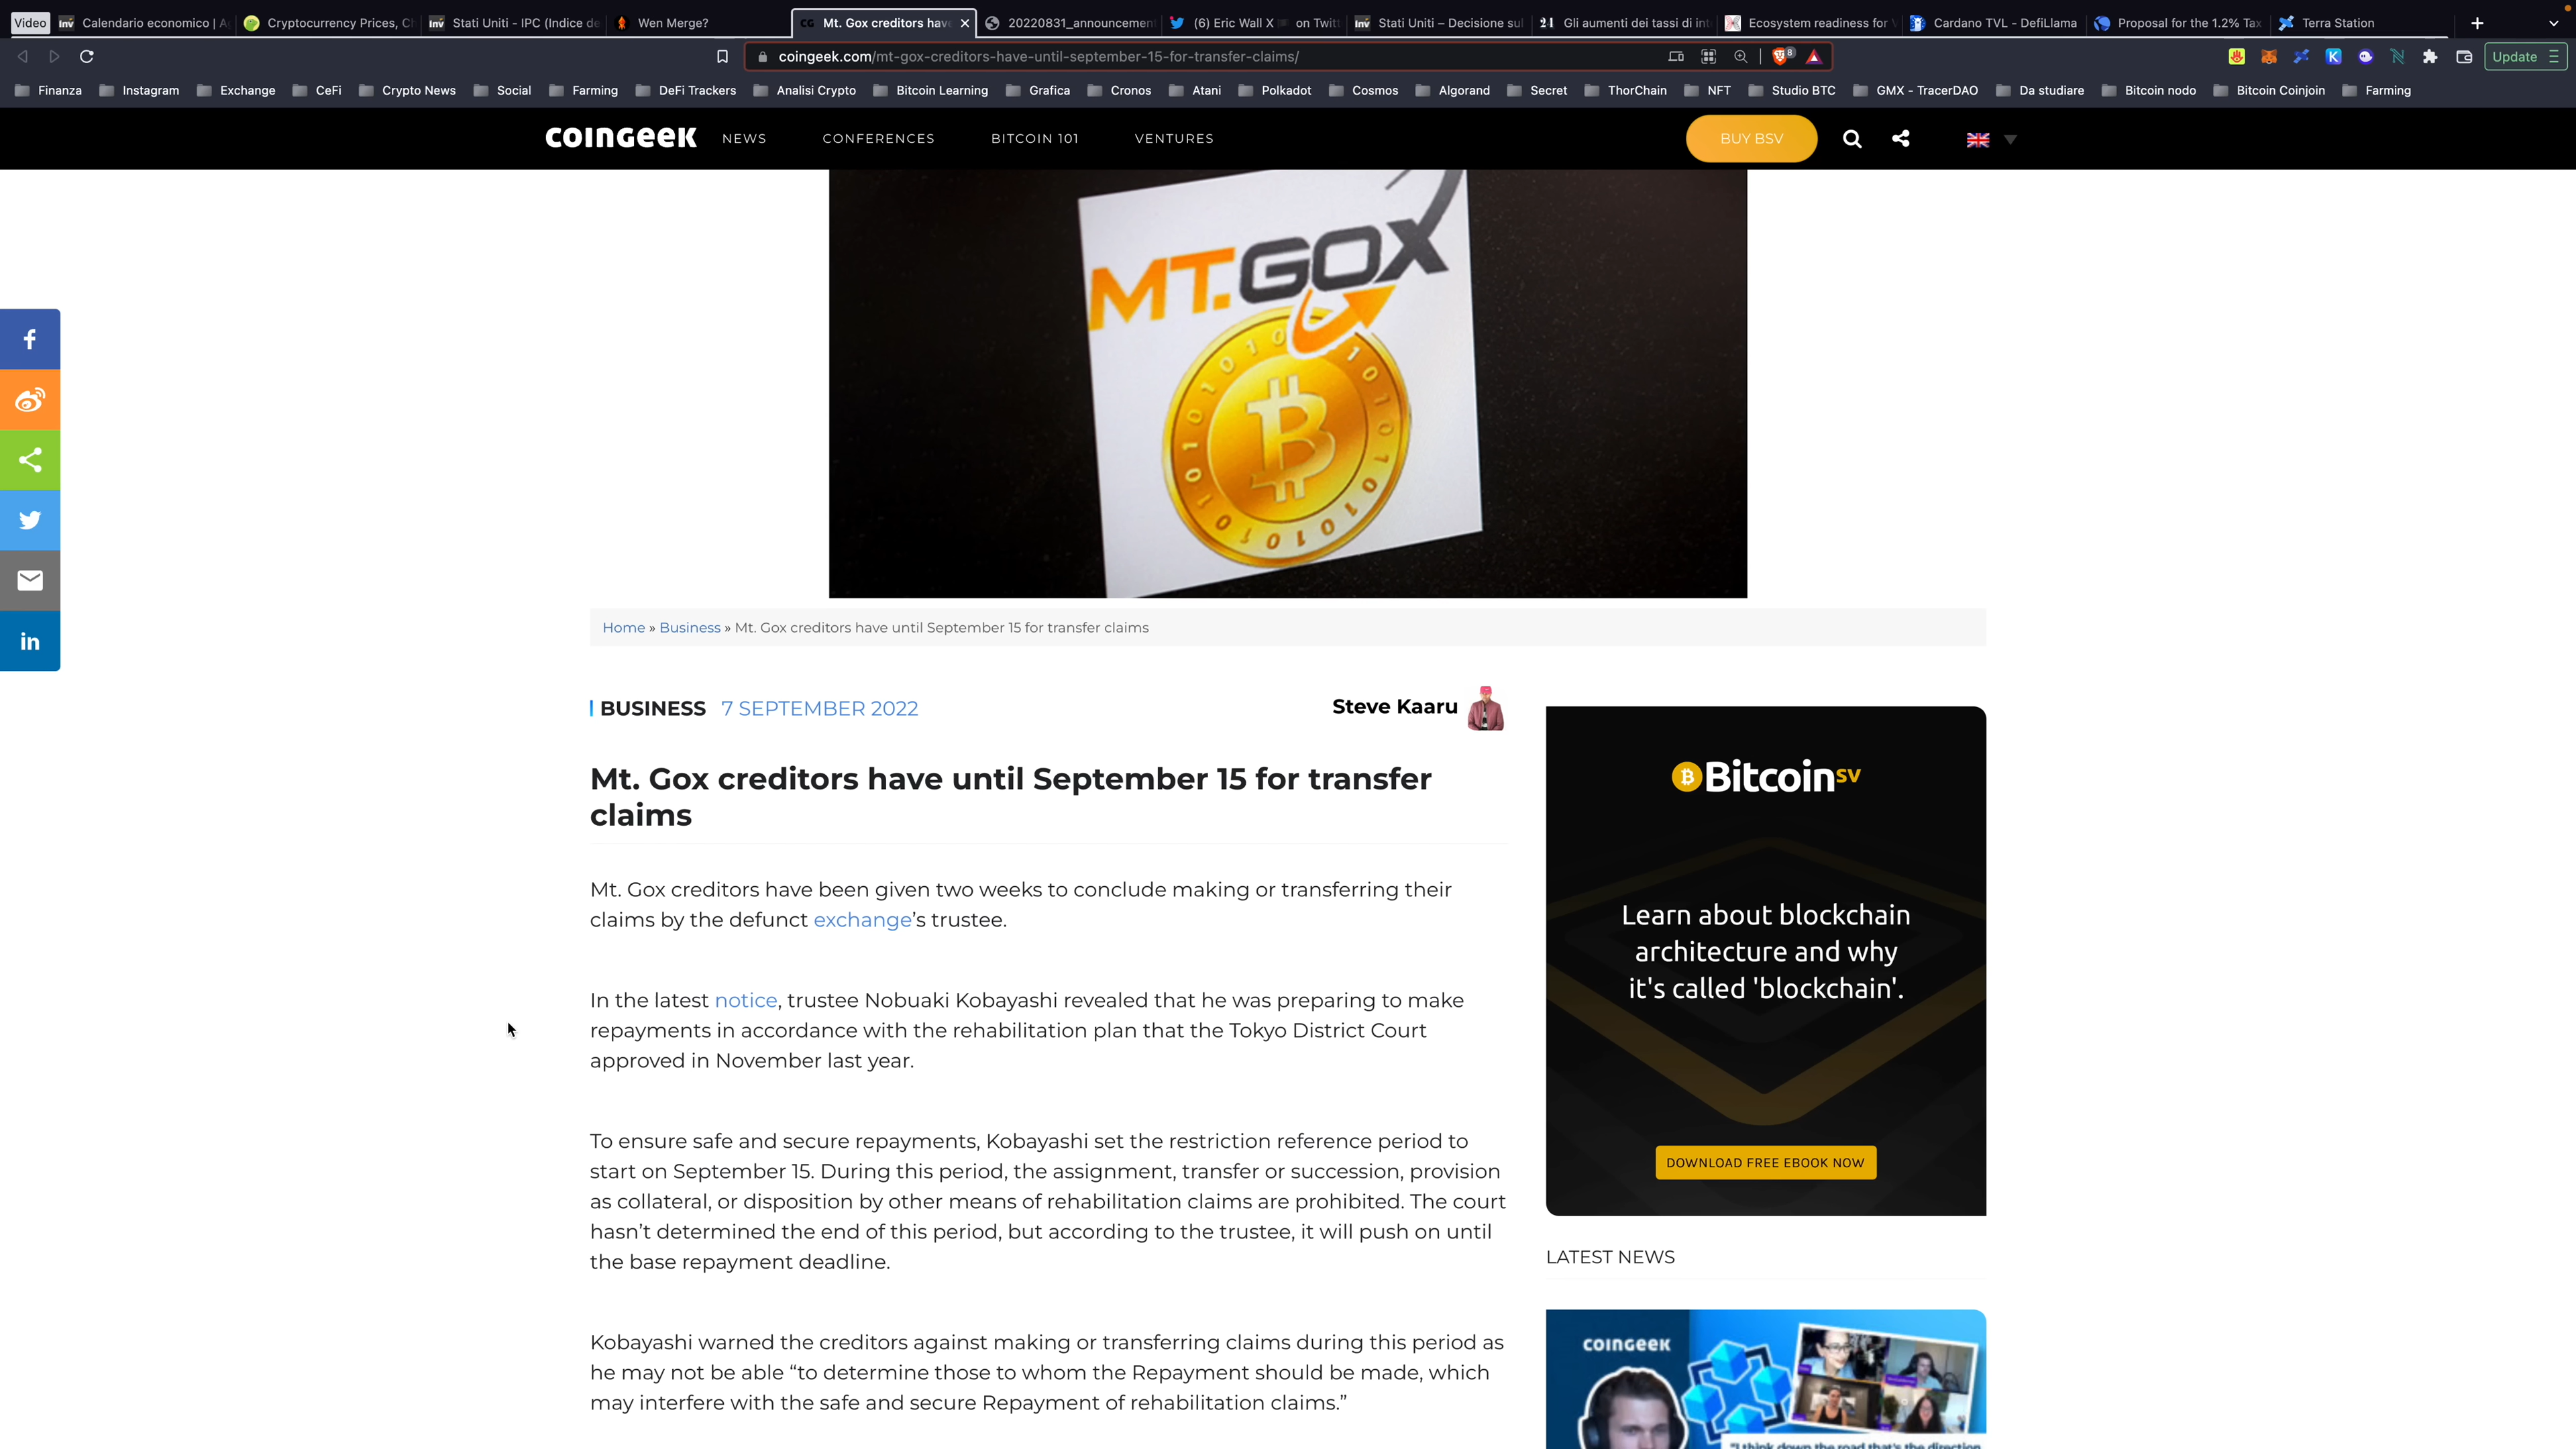 Video
Calendario economico | A
Cryptocurrency Prices, C
Stati Uniti - IPC (Indice de
Wen Merge?
Mt. Gox creditors hav
20220831_announcement
(6) Eric Wall X on Twitt
Stati Uniti – Decisione sul
Gli aumenti dei tassi di int
Ecosystem readiness for
Cardano TVL - DefiLlama
Proposal for the 1.2% Tax
Terra Station
coingeek.com/mt-gox-creditors-have-until-september-15-for-transfer-claims/
8
Update
Finanza
Instagram
Exchange
CeFi
Crypto News
Social
Farming
DeFi Trackers
Analisi Crypto
Bitcoin Learning
Grafica
Cronos
Atani
Polkadot
Cosmos
Algorand
Secret
ThorChain
NFT
Studio BTC
GMX - TracerDAO
Da studiare
Bitcoin nodo
Bitcoin Coinjoin
Farming
COINGEEK
NEWS
CONFERENCES
BITCOIN 101
VENTURES
BUY BSV
MT.GOX
Home » Business » Mt. Gox creditors have until September 15 for transfer claims
BUSINESS 7 SEPTEMBER 2022
Steve Kaaru
Mt. Gox creditors have until September 15 for transfer
claims
Mt. Gox creditors have been given two weeks to conclude making or transferring their
claims by the defunct exchange’s trustee.
In the latest notice, trustee Nobuaki Kobayashi revealed that he was preparing to make
repayments in accordance with the rehabilitation plan that the Tokyo District Court
approved in November last year.
To ensure safe and secure repayments, Kobayashi set the restriction reference period to
start on September 15. During this period, the assignment, transfer or succession, provision
as collateral, or disposition by other means of rehabilitation claims are prohibited. The court
hasn’t determined the end of this period, but according to the trustee, it will push on until
the base repayment deadline.
Kobayashi warned the creditors against making or transferring claims during this period as
he may not be able “to determine those to whom the Repayment should be made, which
may interfere with the safe and secure Repayment of rehabilitation claims.”
BitcoinSV
Learn about blockchain
architecture and why
it's called 'blockchain'.
DOWNLOAD FREE EBOOK NOW
LATEST NEWS
COINGEEK
"I think down the road that's the direction